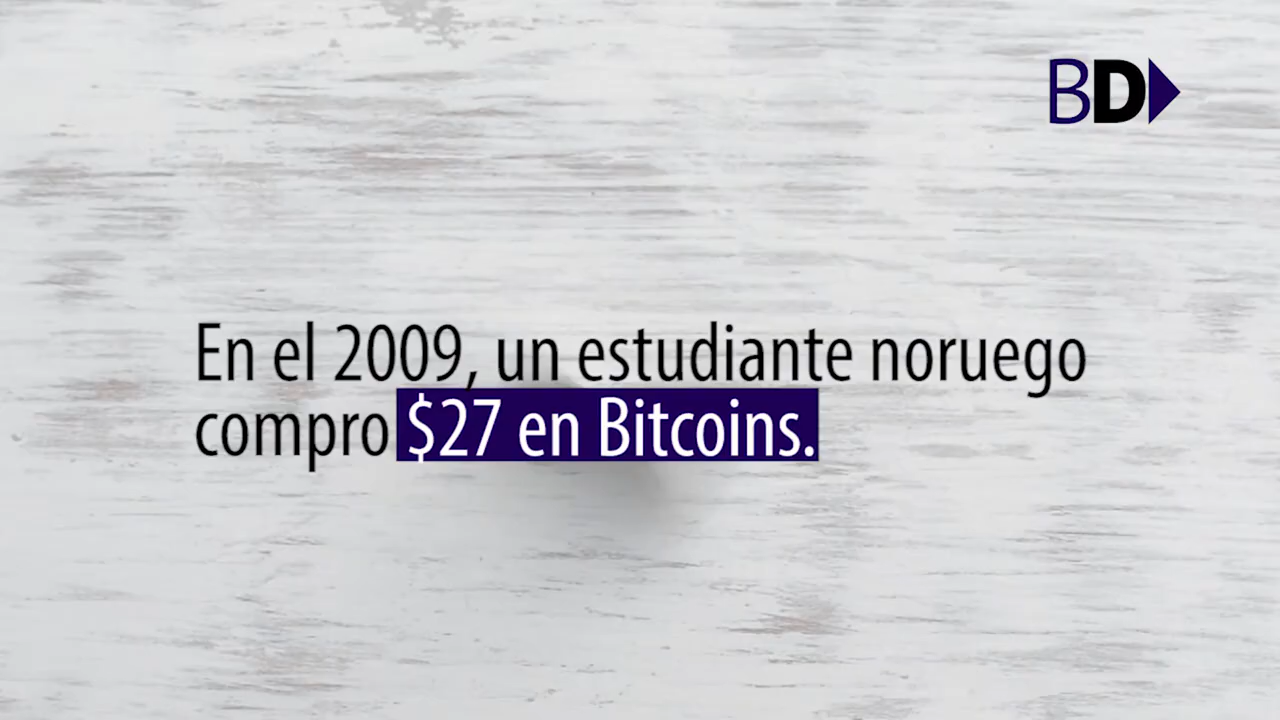 BD
En el 2009, un estudiante noruego
compro $27 en Bitcoins.